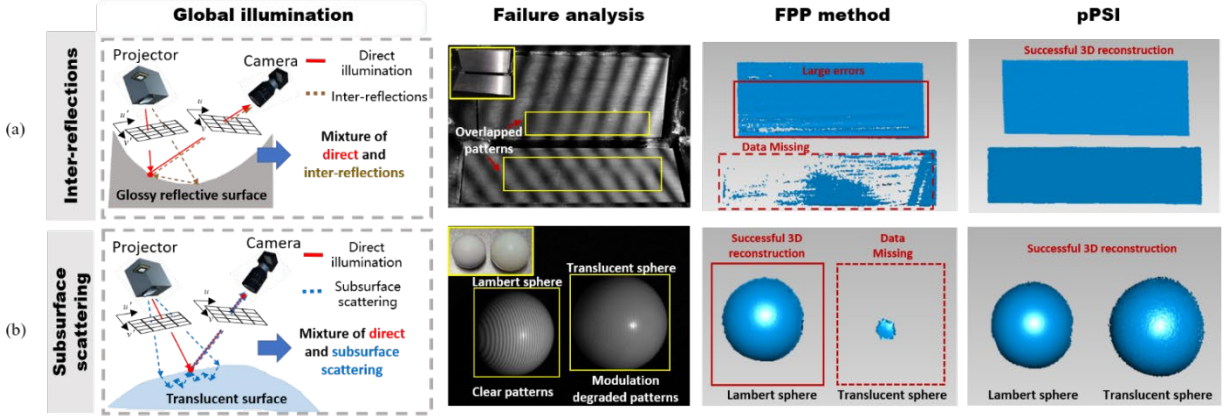 Global illumination
Failure analysis
FPP method
pPSI
(a)
Inter-reflections
Projector
Camera
Direct
illumination
Inter-reflections
Mixture of
direct and
inter-reflections
Glossy reflective surface
Overlapped
patterns
Large errors
Data Missing
Successful 3D reconstruction
(b)
Subsurface
scattering
Projector
Camera
Direct
illumination
Subsurface
scattering
Mixture of direct
and subsurface
scattering
Translucent surface
Lambert sphere
Translucent sphere
Clear patterns
Modulation
degraded patterns
Successful 3D
reconstruction
Data
Missing
Lambert sphere
Translucent sphere
Successful 3D reconstruction
Lambert sphere
Translucent sphere